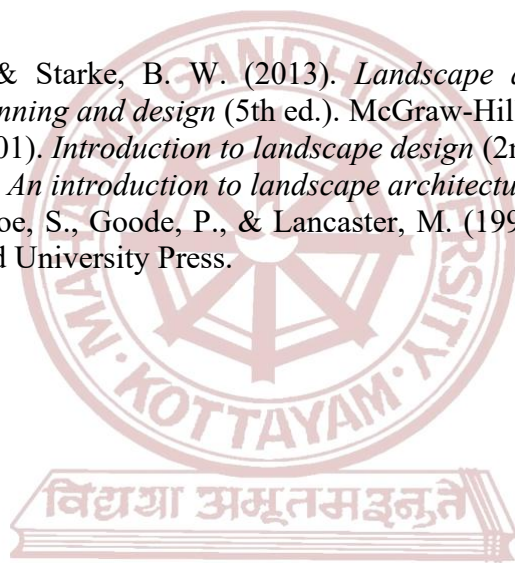 & Starke, B. W. (2013). Landscape a
nning and design (5th ed.). McGraw-Hil
01). Introduction to landscape design (2n
An introduction to landscape architectu
oe, S., Goode, P., & Lancaster, M. (199
d University Press.
MAHATMA GANDHI UNIVERSITY
KOTTAYAM
विद्यया अमृतमश्नुते